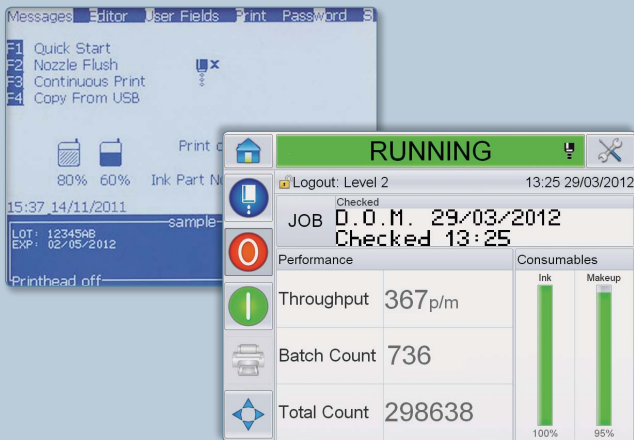 Messages Editor User Fields Print Password S
F1 Quick Start
F2 Nozzle Flush
F3 Continuous Print
F4 Copy From USB
Print c
80% 60% Ink Part N
15:37 14/11/2011
sample
LOT: 12345AB
EXP: 02/05/2012
Printhead off
RUNNING
Logout: Level 2 13:25 29/03/2012
JOB
Checked
D.O.M. 29/03/2012
Checked 13:25
Performance Consumables
Ink Makeup
Throughput 367p/m
Batch Count 736
Total Count 298638
100% 95%